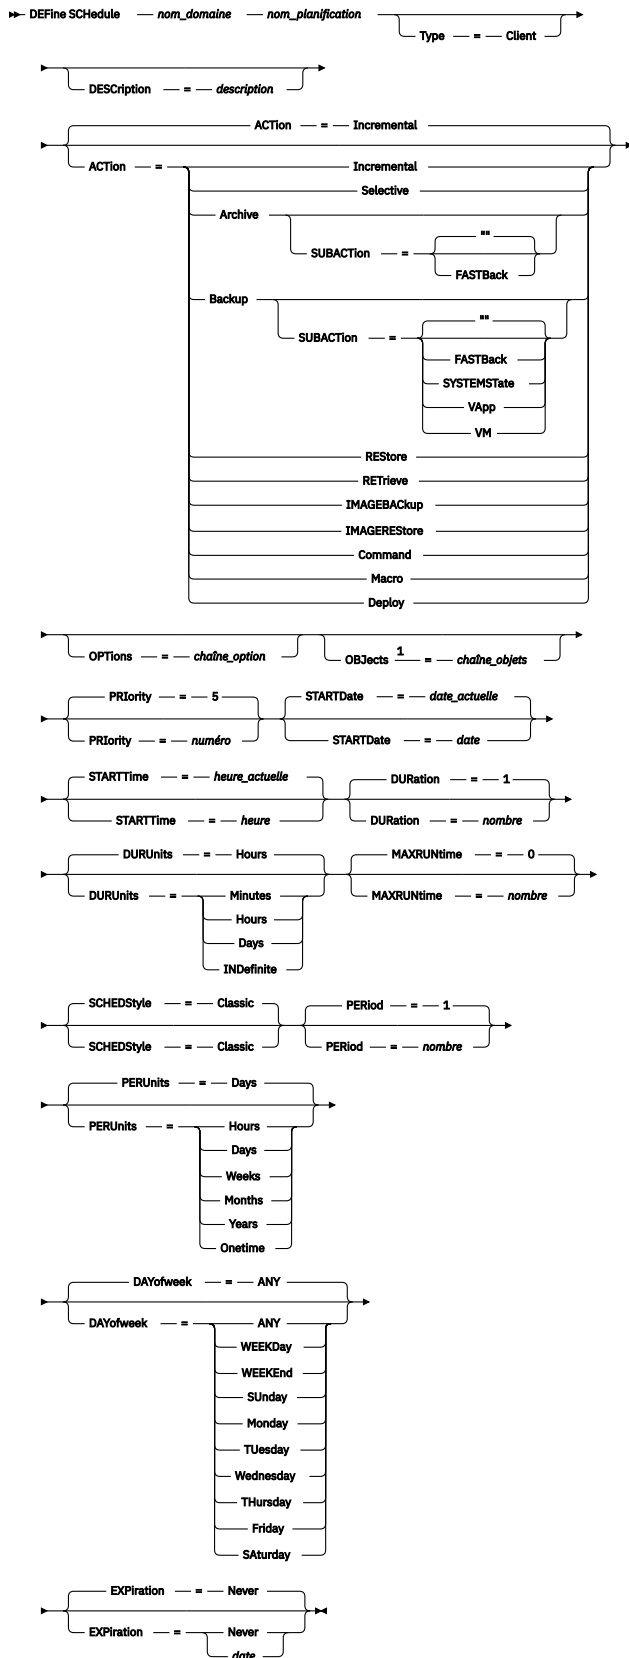 DEFine SCHedule nom_domaine nom_planification
Type = Client
DESCription = description
ACTion = Incremental
ACTion = Incremental
Selective
Archive
""
SUBACTion =
FASTBack
Backup
""
SUBACTion =
FASTBack
SYSTEMSTate
VApp
VM
REStore
RETrieve
IMAGEBACkup
IMAGEREStore
Command
Macro
Deploy
OPTions = chaîne_option
OBJects 1 = chaîne_objets
PRIority = 5
PRIority = numéro
STARTDate = date_actuelle
STARTDate = date
STARTTime = heure_actuelle
STARTTime = heure
DURation = 1
DURation = nombre
DURUnits = Hours
DURUnits = Minutes
Hours
Days
INDefinite
MAXRUNtime = 0
MAXRUNtime = nombre
SCHEDStyle = Classic
SCHEDStyle = Classic
PERiod = 1
PERiod = nombre
PERUnits = Days
PERUnits = Hours
Days
Weeks
Months
Years
Onetime
DAYofweek = ANY
DAYofweek = ANY
WEEKDay
WEEKEnd
SUnday
Monday
TUesday
Wednesday
THursday
Friday
SAturday
EXPiration = Never
EXPiration = Never
date